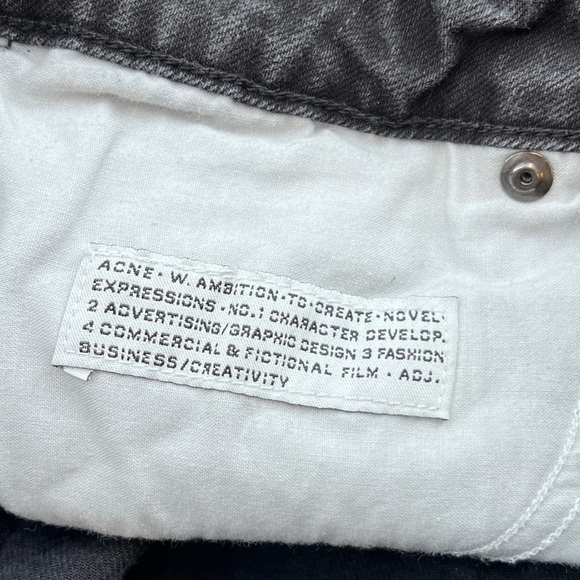 ACNE · W. AMBITION · TO · CREATE · NOVEL·
EXPRESSIONS · NO.1 CHARACTER DEVELOP.
2 ADVERTISING/GRAPHIC DESIGN 3 FASHION
4 COMMERCIAL & FICTIONAL FILM · ADJ.
BUSINESS/CREATIVITY